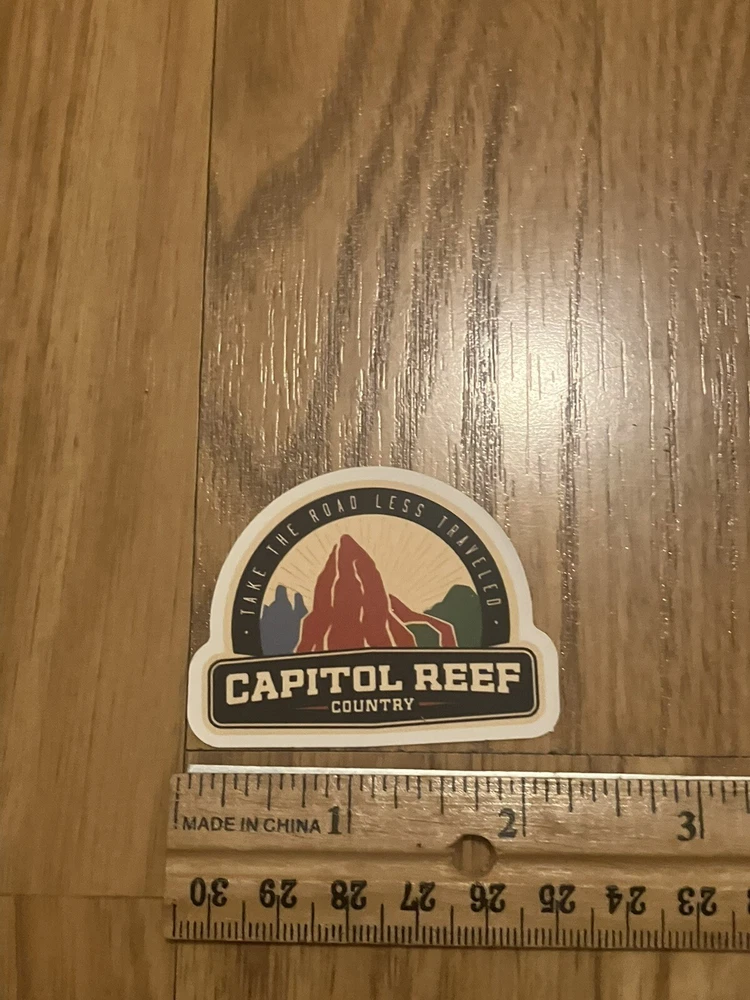 · TAKE THE ROAD LESS TRAVELED ·
CAPITOL REEF
COUNTRY
MADE IN CHINA 1 2 3
30 29 28 27 26 25 24 23